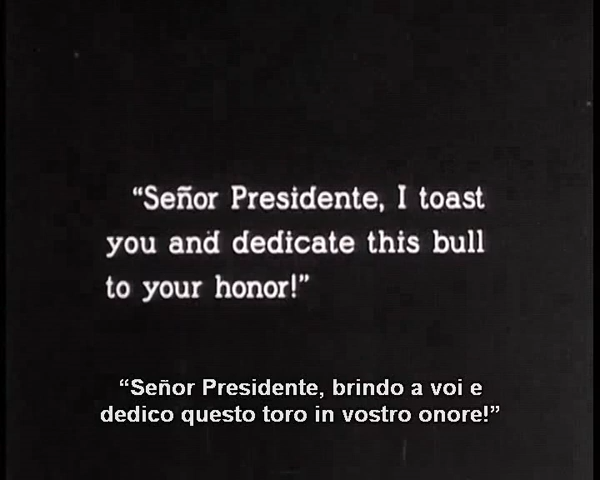 “Señor Presidente, I toast
you and dedicate this bull
to your honor!”
“Señor Presidente, brindo a voi e
dedico questo toro in vostro onore!”